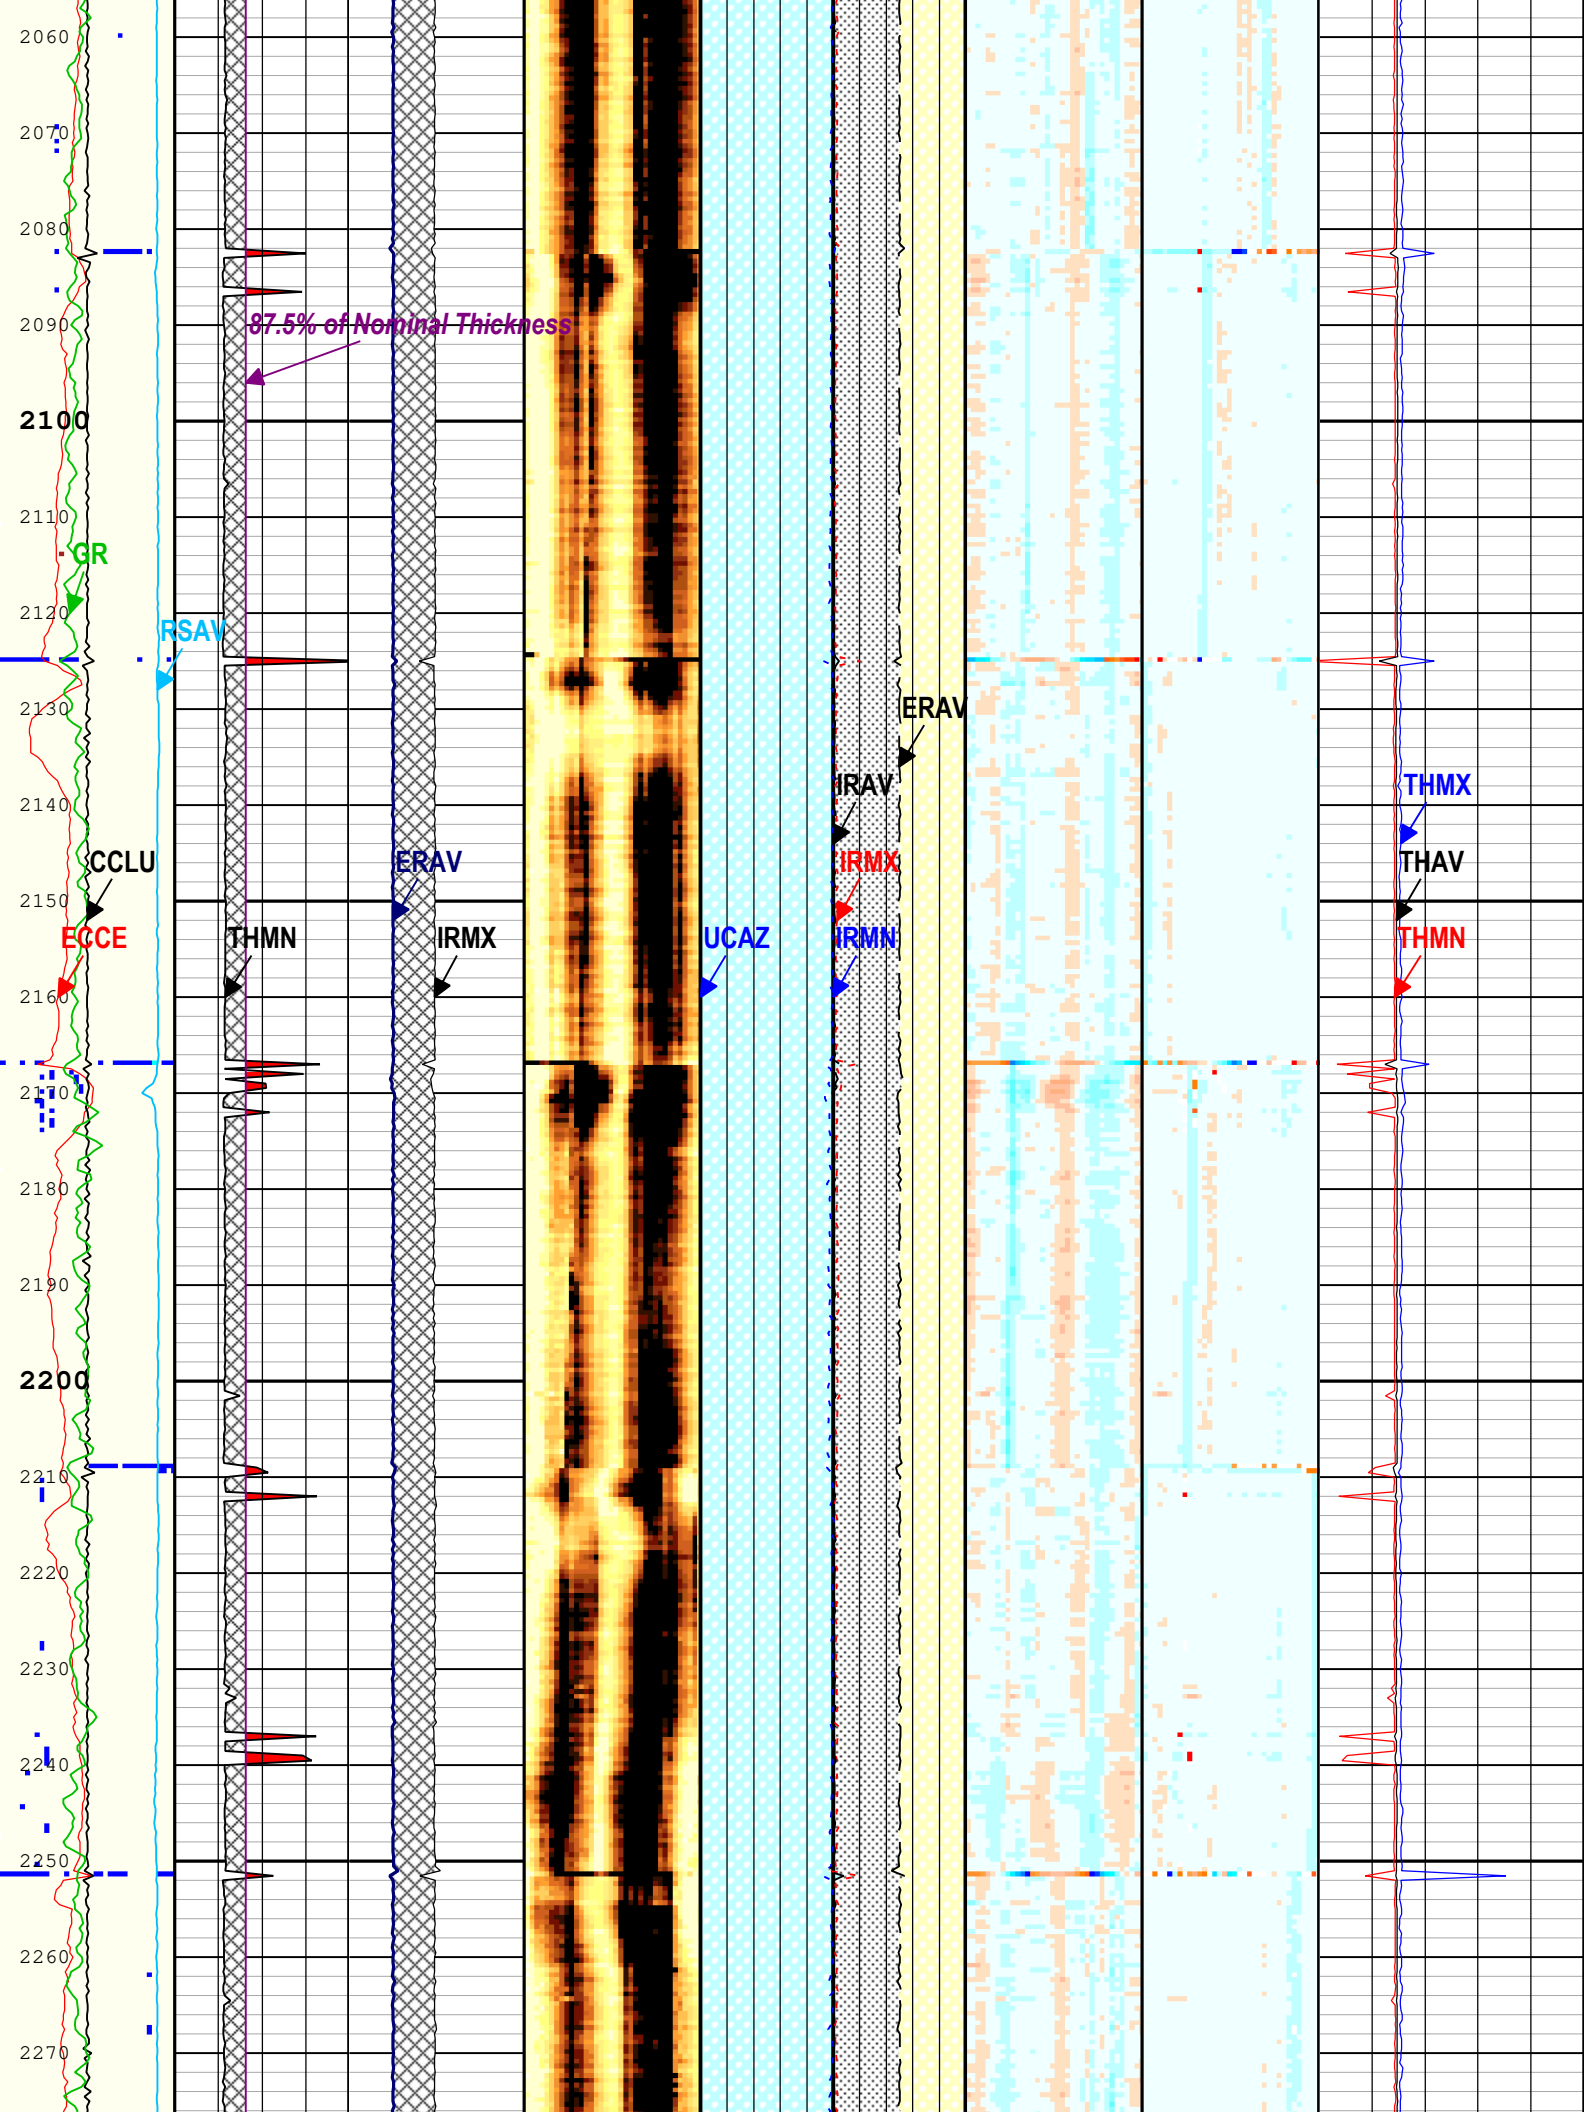 2060
2070
2080
2090
87.5% of Nominal Thickness
2100
2110
GR
2120
RSAV
2130
ERAV
2140
IRAV
THMX
CCLU
ERAV
IRMX
THAV
2150
ECCE
THMN
IRMX
UCAZ
IRMN
THMN
2160
2170
2180
2190
2200
2210
2220
2230
2240
2250
2260
2270